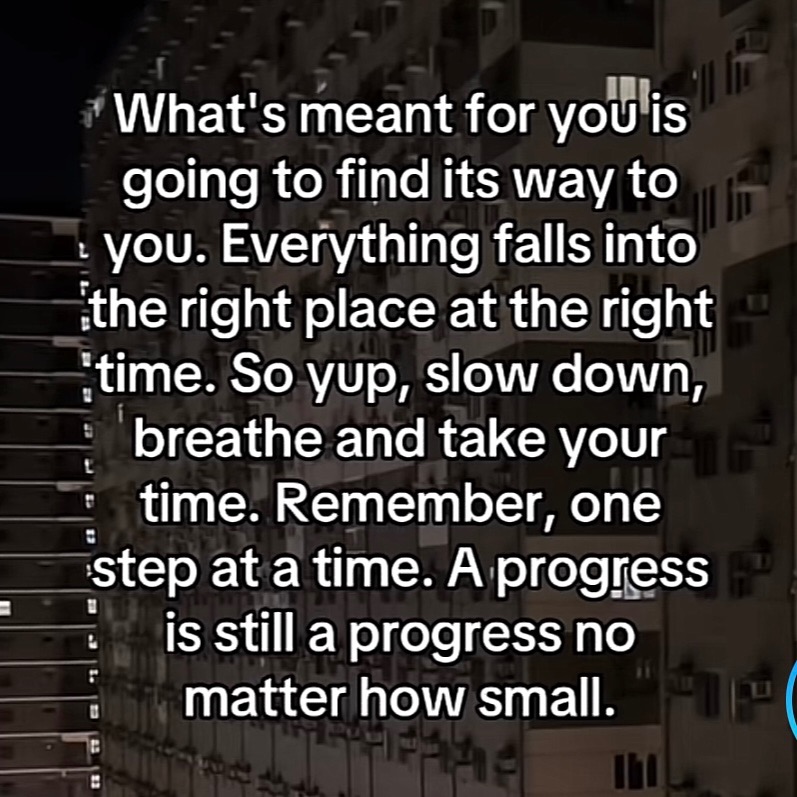 What's meant for you is
going to find its way to
you. Everything falls into
the right place at the right
time. So yup, slow down,
breathe and take your
time. Remember, one
step at a time. A progress
is still a progress no
matter how small.